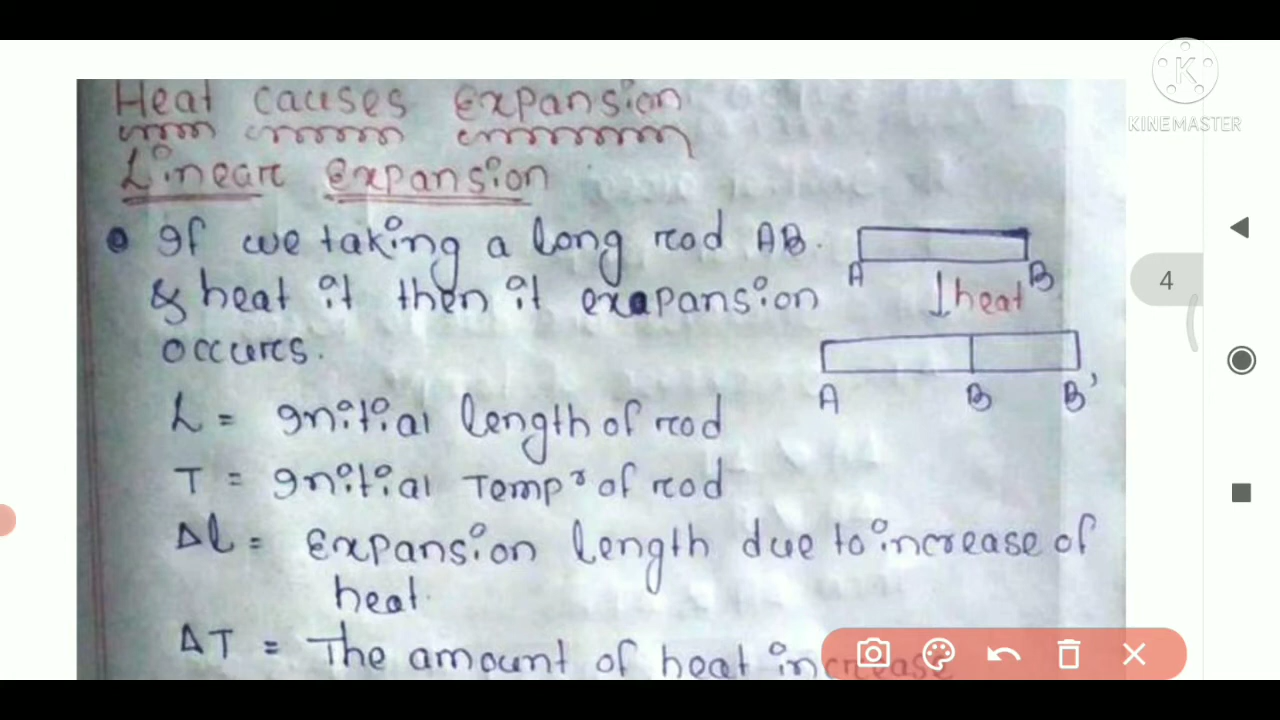 KINEMASTER
Heat causes Expansion
Linear Expansion
If we taking a long rod AB.
& heat it then it exapansion
occurs.
A B
↓heat
A B B'
L = Initial length of rod
T = Initial Tempr of rod
Δl = Expansion length due to increase of
heat.
ΔT = The amount of heat increase
4